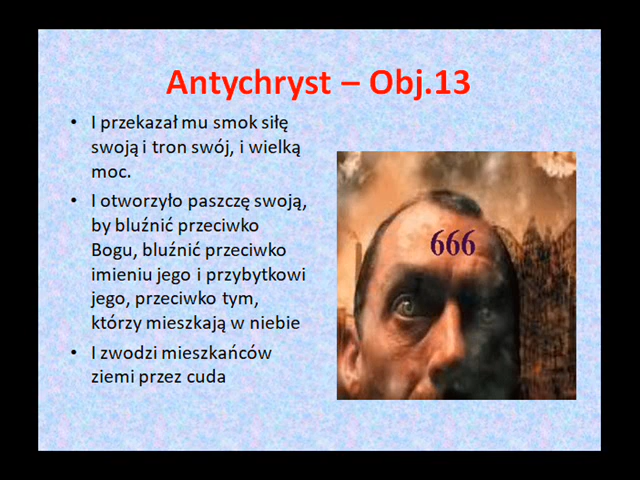 Antychryst – Obj.13
• I przekazał mu smok siłę
swoją i tron swój, i wielką
moc.
• I otworzyło paszczę swoją,
by bluźnić przeciwko
Bogu, bluźnić przeciwko
imieniu jego i przybytkowi
jego, przeciwko tym,
którzy mieszkają w niebie
• I zwodzi mieszkańców
ziemi przez cuda
666